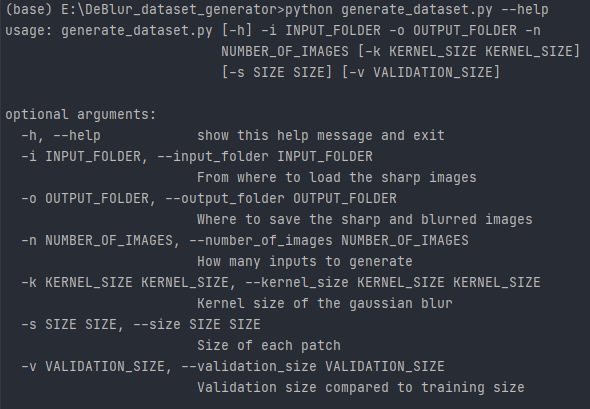 (base) E:\DeBlur_dataset_generator>python generate_dataset.py --help
usage: generate_dataset.py [-h] -i INPUT_FOLDER -o OUTPUT_FOLDER -n
                           NUMBER_OF_IMAGES [-k KERNEL_SIZE KERNEL_SIZE]
                           [-s SIZE SIZE] [-v VALIDATION_SIZE]

optional arguments:
  -h, --help            show this help message and exit
  -i INPUT_FOLDER, --input_folder INPUT_FOLDER
                        From where to load the sharp images
  -o OUTPUT_FOLDER, --output_folder OUTPUT_FOLDER
                        Where to save the sharp and blurred images
  -n NUMBER_OF_IMAGES, --number_of_images NUMBER_OF_IMAGES
                        How many inputs to generate
  -k KERNEL_SIZE KERNEL_SIZE, --kernel_size KERNEL_SIZE KERNEL_SIZE
                        Kernel size of the gaussian blur
  -s SIZE SIZE, --size SIZE SIZE
                        Size of each patch
  -v VALIDATION_SIZE, --validation_size VALIDATION_SIZE
                        Validation size compared to training size